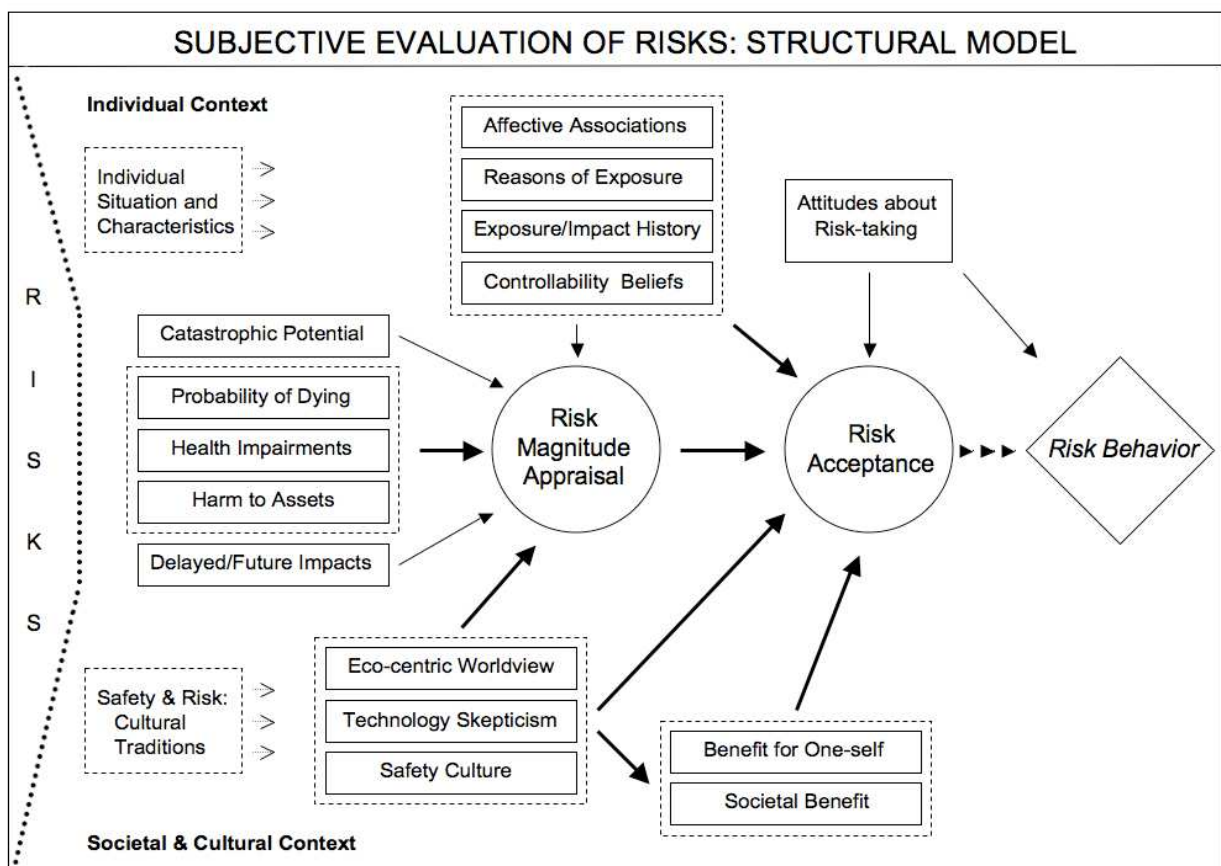 SUBJECTIVE EVALUATION OF RISKS: STRUCTURAL MODEL
Individual Context
Individual
Situation and
Characteristics
Affective Associations
Reasons of Exposure
Exposure/Impact History
Controllability Beliefs
Attitudes about
Risk-taking
R
I
S
K
S
Catastrophic Potential
Probability of Dying
Health Impairments
Harm to Assets
Delayed/Future Impacts
Risk
Magnitude
Appraisal
Risk
Acceptance
Risk Behavior
Safety & Risk:
Cultural
Traditions
Eco-centric Worldview
Technology Skepticism
Safety Culture
Benefit for One-self
Societal Benefit
Societal & Cultural Context